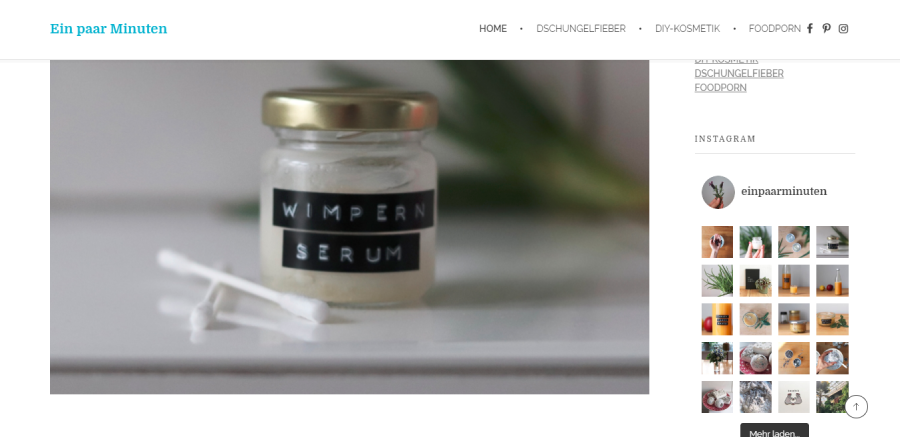 Ein paar Minuten
HOME • DSCHUNGELFIEBER • DIY-KOSMETIK • FOODPORN
DIY-KOSMETIK
DSCHUNGELFIEBER
FOODPORN
WIMPERN
SERUM
INSTAGRAM
einpaarminuten
Mehr laden...